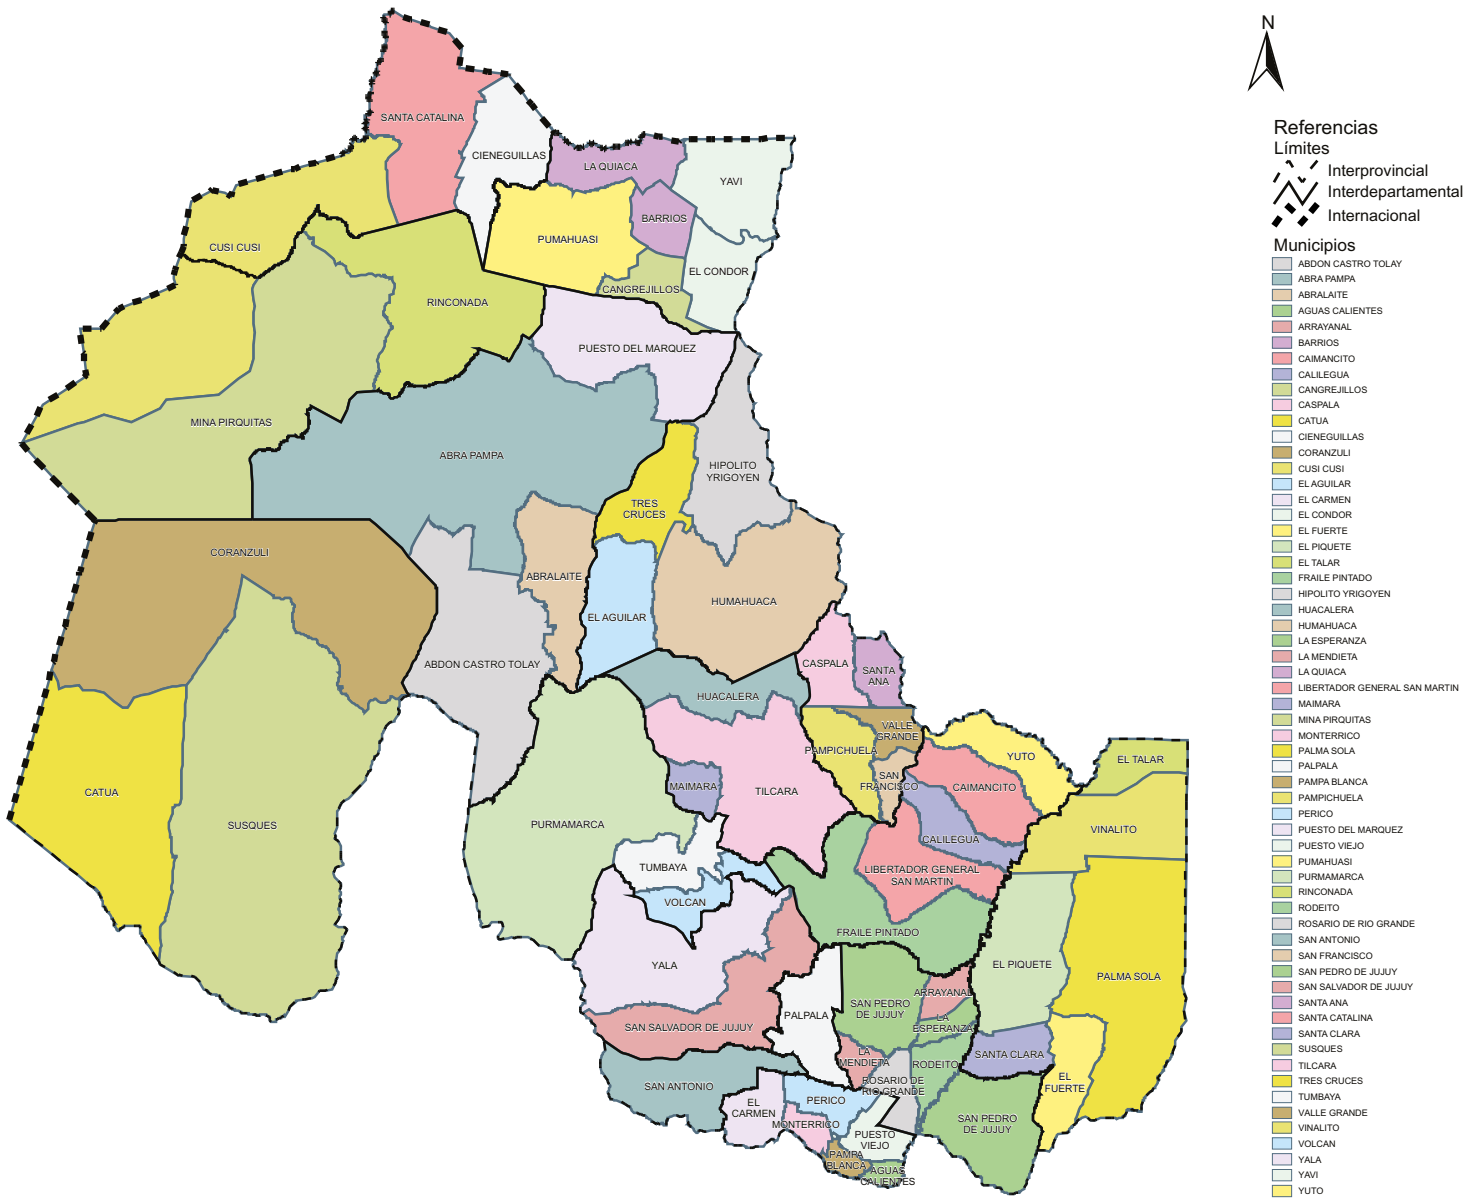 N
Referencias
Límites
Interprovincial
Interdepartamental
Internacional
Municipios
ABDON CASTRO TOLAY
ABRA PAMPA
ABRALAITE
AGUAS CALIENTES
ARRAYANAL
BARRIOS
CAIMANCITO
CALILEGUA
CANGREJILLOS
CASPALA
CATUA
CIENEGUILLAS
CORANZULI
CUSI CUSI
EL AGUILAR
EL CARMEN
EL CONDOR
EL FUERTE
EL PIQUETE
EL TALAR
FRAILE PINTADO
HIPOLITO YRIGOYEN
HUACALERA
HUMAHUACA
LA ESPERANZA
LA MENDIETA
LA QUIACA
LIBERTADOR GENERAL SAN MARTIN
MAIMARA
MINA PIRQUITAS
MONTERRICO
PALMA SOLA
PALPALA
PAMPA BLANCA
PAMPICHUELA
PERICO
PUESTO DEL MARQUEZ
PUESTO VIEJO
PUMAHUASI
PURMAMARCA
RINCONADA
RODEITO
ROSARIO DE RIO GRANDE
SAN ANTONIO
SAN FRANCISCO
SAN PEDRO DE JUJUY
SAN SALVADOR DE JUJUY
SANTA ANA
SANTA CATALINA
SANTA CLARA
SUSQUES
TILCARA
TRES CRUCES
TUMBAYA
VALLE GRANDE
VINALITO
VOLCAN
YALA
YAVI
YUTO
SANTA CATALINA
CIENEGUILLAS
LA QUIACA
YAVI
BARRIOS
PUMAHUASI
CUSI CUSI
EL CONDOR
CANGREJILLOS
RINCONADA
PUESTO DEL MARQUEZ
MINA PIRQUITAS
ABRA PAMPA
HIPOLITO
YRIGOYEN
TRES
CRUCES
CORANZULI
ABRALAITE
HUMAHUACA
EL AGUILAR
SUSQUES
ABDON CASTRO TOLAY
CASPALA
SANTA
ANA
HUACALERA
VALLE
GRANDE
PAMPICHUELA
YUTO
EL TALAR
SAN
FRANCISCO
CAIMANCITO
MAIMARA
TILCARA
CATUA
SUSQUES
PURMAMARCA
VINALITO
CALILEGUA
TUMBAYA
LIBERTADOR GENERAL
SAN MARTIN
VOLCAN
FRAILE PINTADO
YALA
EL PIQUETE
PALMA SOLA
ARRAYANAL
SAN PEDRO
DE JUJUY
PALPALA
LA
ESPERANZA
SAN SALVADOR DE JUJUY
LA
MENDIETA
SANTA CLARA
RODEITO
ROSARIO DE
RIO GRANDE
SAN ANTONIO
EL
FUERTE
EL
CARMEN
PERICO
MONTERRICO
SAN PEDRO
DE JUJUY
PUESTO
VIEJO
PAMPA
BLANCA
AGUAS
CALIENTES